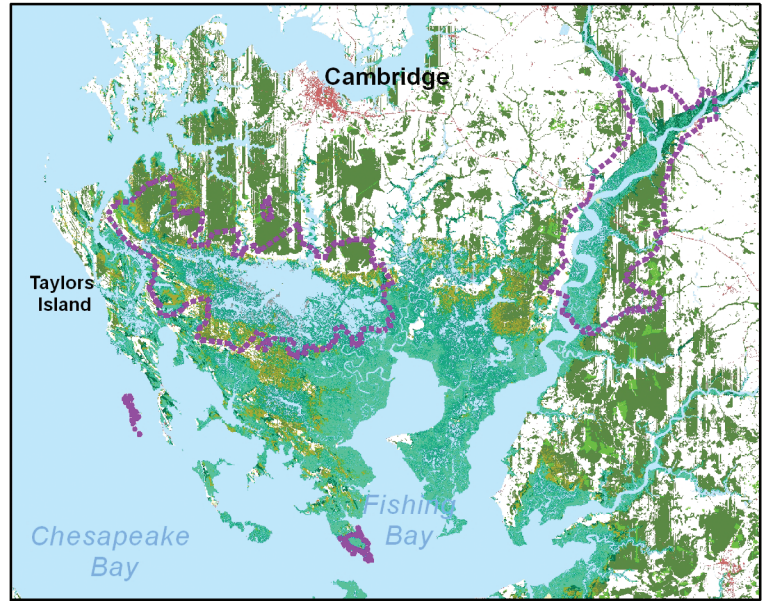 Cambridge
Taylors
Island
Fishing
Bay
Chesapeake
Bay